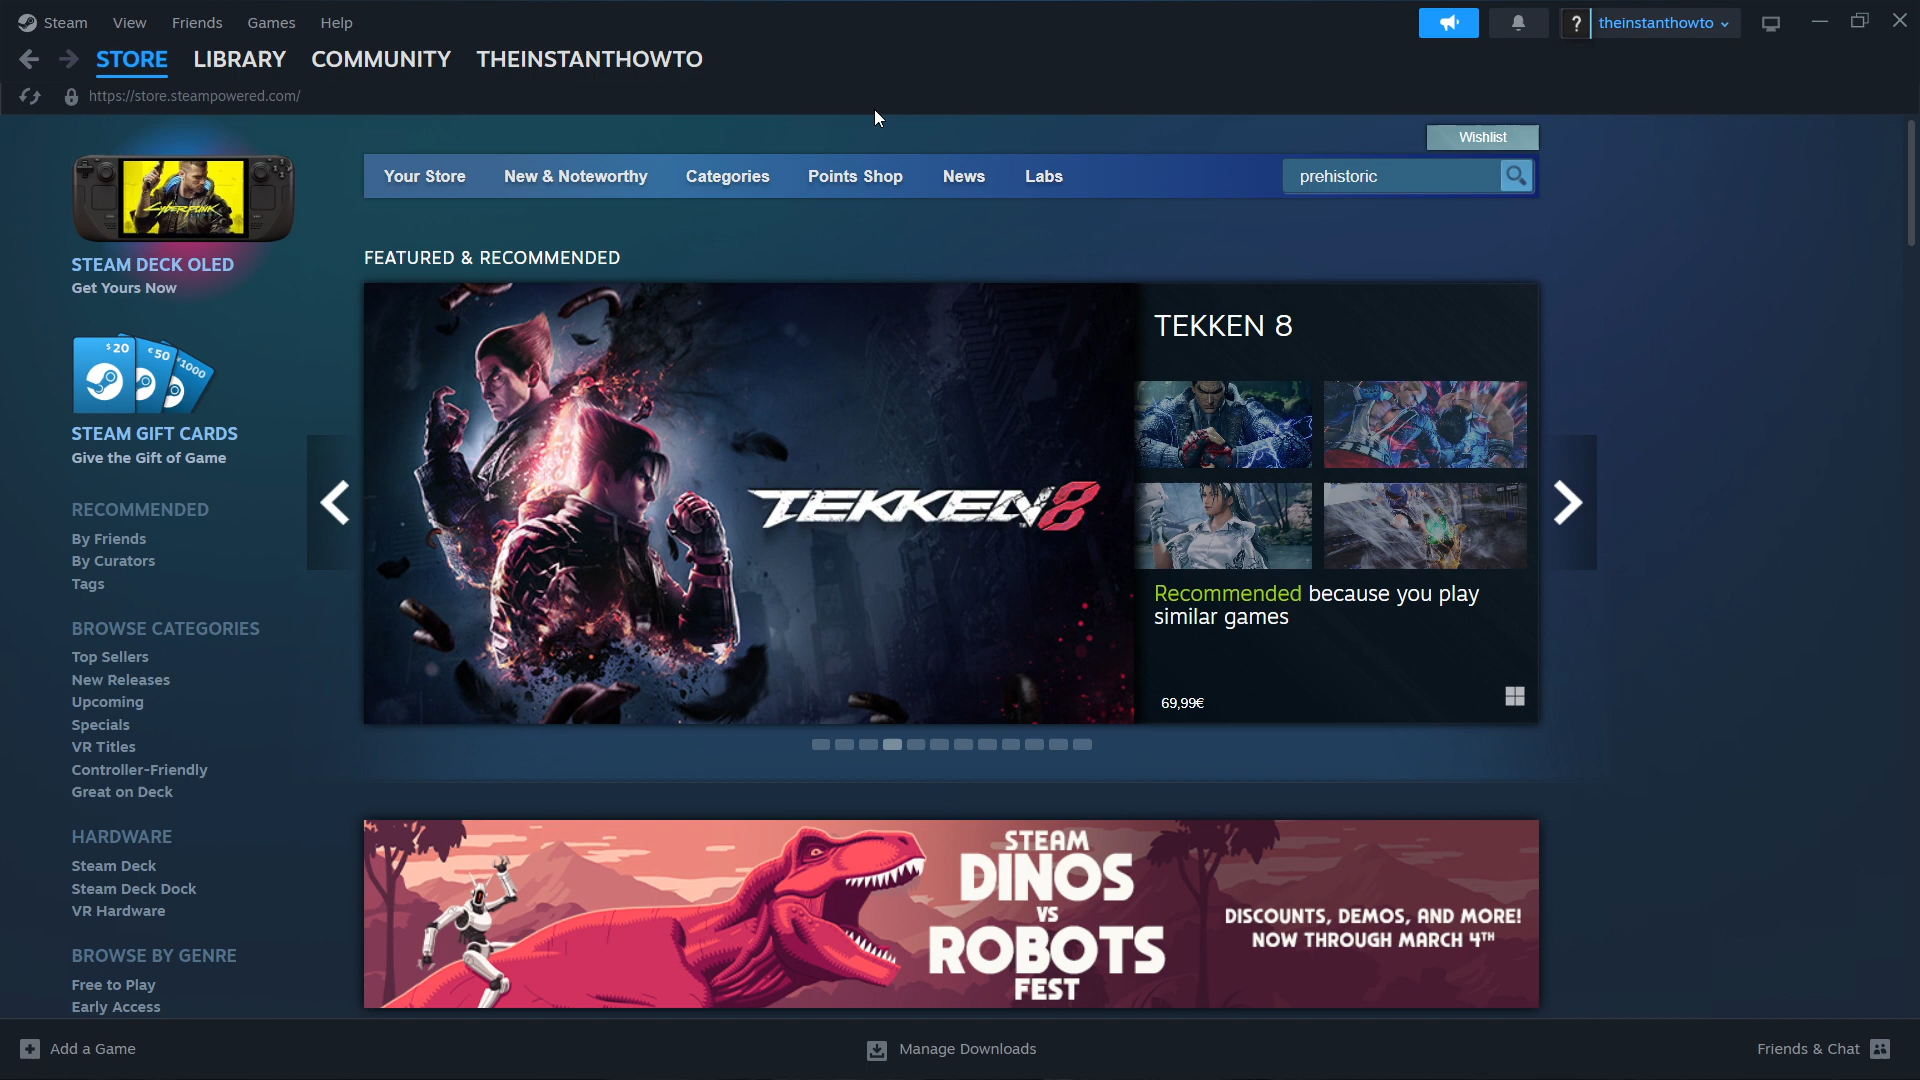 Steam View Friends Games Help
? theinstanthowto
STORE LIBRARY COMMUNITY THEINSTANTHOWTO
https://store.steampowered.com/
Wishlist
Your Store New & Noteworthy Categories Points Shop News Labs
prehistoric
CYBERPUNK
STEAM DECK OLED
Get Yours Now
$20 €50 ¥1000
STEAM GIFT CARDS
Give the Gift of Game
RECOMMENDED
By Friends
By Curators
Tags
BROWSE CATEGORIES
Top Sellers
New Releases
Upcoming
Specials
VR Titles
Controller-Friendly
Great on Deck
HARDWARE
Steam Deck
Steam Deck Dock
VR Hardware
BROWSE BY GENRE
Free to Play
Early Access
FEATURED & RECOMMENDED
TEKKEN 8
TEKKEN 8
Recommended because you play
similar games
69,99€
STEAM
DINOS
VS
ROBOTS
FEST
DISCOUNTS, DEMOS, AND MORE!
NOW THROUGH MARCH 4TH
Add a Game
Manage Downloads
Friends & Chat